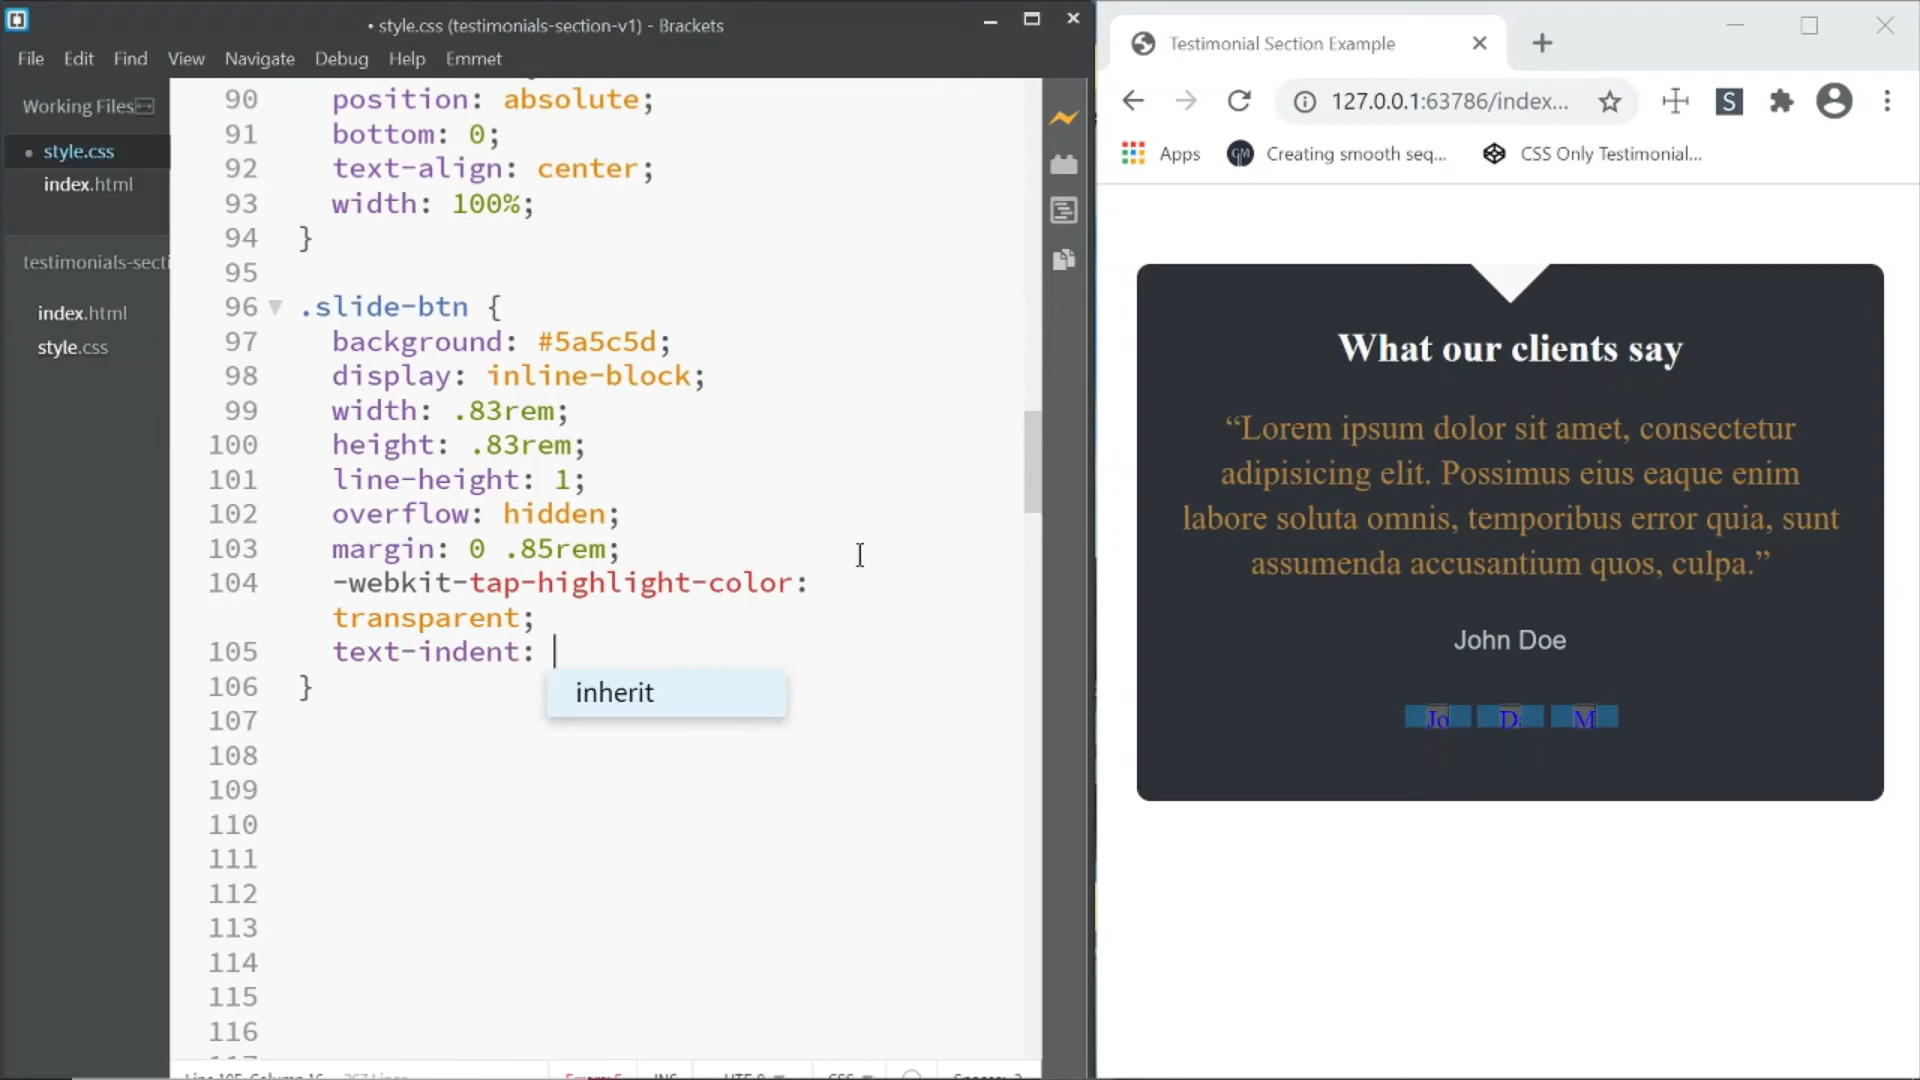 style.css (testimonials-section-v1) - Brackets
File Edit Find View Navigate Debug Help Emmet
Working Files
style.css
index.html
testimonials-secti
index.html
style.css
90 position: absolute;
91 bottom: 0;
92 text-align: center;
93 width: 100%;
94 }
95
96 .slide-btn {
97 background: #5a5c5d;
98 display: inline-block;
99 width: .83rem;
100 height: .83rem;
101 line-height: 1;
102 overflow: hidden;
103 margin: 0 .85rem;
104 -webkit-tap-highlight-color:
transparent;
105 text-indent:
106 }
inherit
107
108
109
110
111
112
113
114
115
116
Testimonial Section Example
127.0.0.1:63786/index...
S
Apps
GM
Creating smooth seq...
CSS Only Testimonial...
What our clients say
“Lorem ipsum dolor sit amet, consectetur
adipisicing elit. Possimus eius eaque enim
labore soluta omnis, temporibus error quia, sunt
assumenda accusantium quos, culpa.”
John Doe
Jo D M